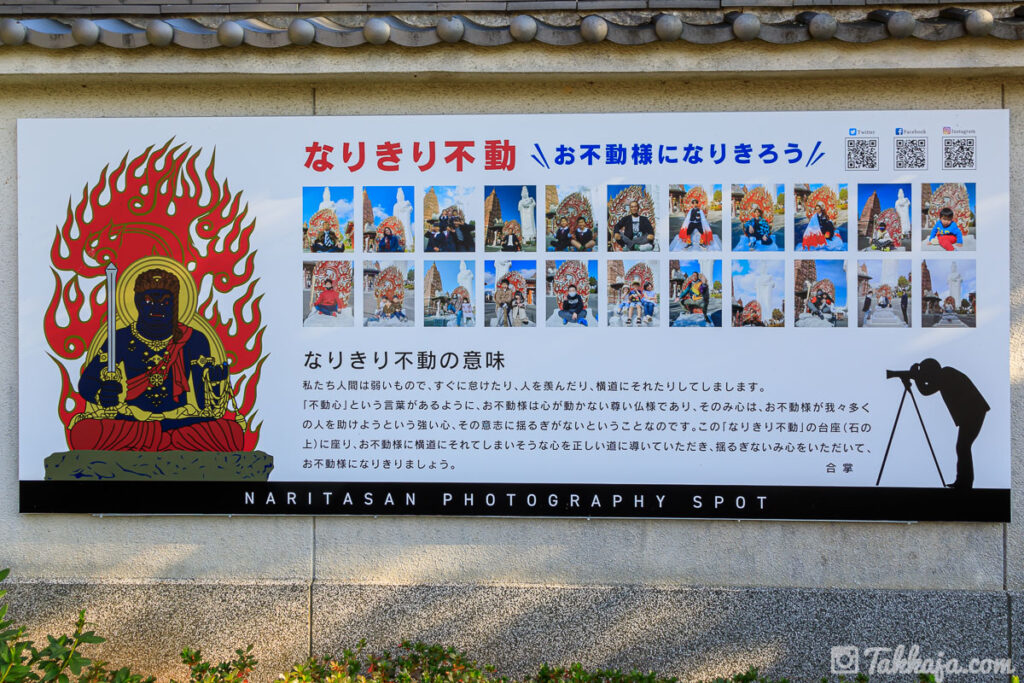 なりきり不動 \\お不動様になりきろう//
Twitter Facebook Instagram
なりきり不動の意味
私たち人間は弱いもので、すぐに怠けたり、人を羨んだり、横道にそれたりしてしまします。
「不動心」という言葉があるように、お不動様は心が動かない尊い仏様であり、そのみ心は、お不動様が我々多く
の人を助けようという強い心、その意志に揺るぎがないということなのです。この「なりきり不動」の台座（石の
上）に座り、お不動様に横道にそれてしまいそうな心を正しい道に導いていただき、揺るぎないみ心をいただいて、
お不動様になりきりましょう。
合掌
NARITASAN PHOTOGRAPHY SPOT
Takkaja.com